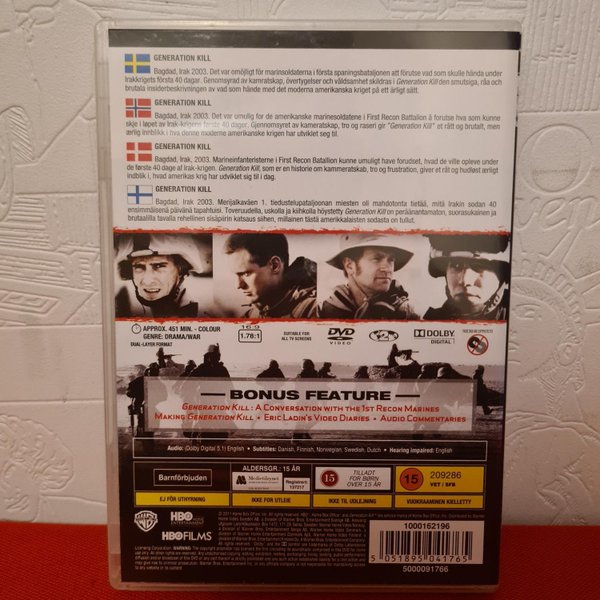 GENERATION KILL
Bagdad, Irak 2003. Det var omöjligt för marinsoldaterna i första spaningsbataljonen att förutse vad som skulle hända under
Irakkrigets första 40 dagar. Genomsyrad av kamratskap, övertygelser och våldsamhet skildras i Generation Kill den smutsiga, råa och
brutala insiderbeskrivningen av vad som hände med det moderna amerikanska kriget på ett ärligt sätt.
GENERATION KILL
Bagdad, Irak 2003. Det var umulig for de amerikanske marinesoldatene i First Recon Battalion å forutse hva som kunne
skje i løpet av Irak-krigens første 40 dager. Gjennomsyret av kameratskap, tro og raseri gir "Generation Kill" et rått og brutalt, men
ærlig innblikk i hva denne moderne amerikanske krigen har utviklet seg til.
GENERATION KILL
Bagdad, Irak, 2003. Marineinfanteristerne i First Recon Batallion kunne umuligt have forudset, hvad de ville opleve under
de første 40 dage af Irak-krigen. Generation Kill, som er en historie om kammeratskab, tro og frustration, giver et råt og hudløst ærligt
indblik i, hvad amerikas krig har udviklet sig til i dag.
GENERATION KILL
Bagdad, 2003. Merijalkaväen 1. tiedustelupataljoonan miesten oli mahdotonta tietää, mitä Irakin sodan 40
ensimmäisenä päivänä tapahtuisi. Toveruudella, uskolla ja kiihkolla höystetty Generation Kill on peräänantamaton, suorasukainen ja
brutaalilla tavalla rehellinen sisäpiirin katsaus siihen, millainen tästä amerikkalaisten sodasta on tullut.
APPROX. 451 MIN. - COLOUR
GENRE: DRAMA/WAR
DUAL-LAYER FORMAT
16:9
1.78:1
SUITABLE FOR
ALL TV SCREENS
DVD
VIDEO
2
DOLBY
DIGITAL
BONUS FEATURE
Generation Kill: A Conversation with the 1st Recon Marines
Making Generation Kill • Eric Ladin's Video Diaries • Audio Commentaries
Audio: (Dolby Digital 5.1) English • Subtitles: Danish, Finnish, Norwegian, Swedish, Dutch • Hearing impaired: English
Barnförbjuden
ALDERSGR.: 15 ÅR
Medietilsynet
Registrert:
137217
15
TILLADT
FOR BØRN
OVER 15 ÅR
15
209286
VET / SFB
EJ FÖR UTHYRNING
IKKE FOR UTLEIE
IKKE TIL UDLEJNING
VUOKRAAMINEN KIELLETTY
WB
HBO
HOME
ENTERTAINMENT
HBO FILMS
1000162196
5 051895 041765
5000091766